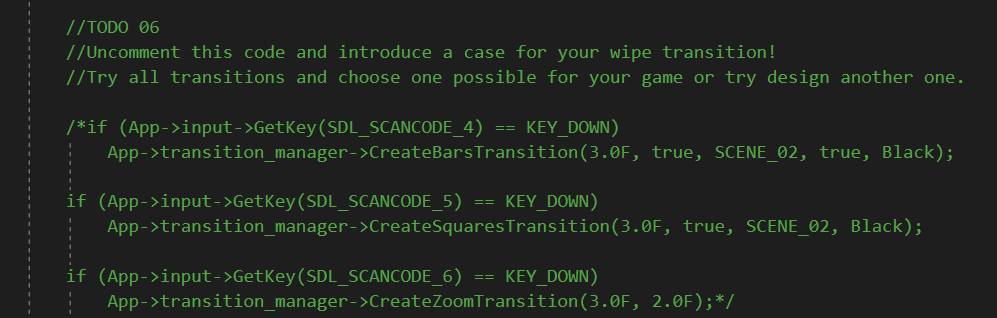 //TODO 06
//Uncomment this code and introduce a case for your wipe transition!
//Try all transitions and choose one possible for your game or try design another one.
/*if (App->input->GetKey(SDL_SCANCODE_4) == KEY_DOWN)
App->transition_manager->CreateBarsTransition(3.0F, true, SCENE_02, true, Black);
if (App->input->GetKey(SDL_SCANCODE_5) == KEY_DOWN)
App->transition_manager->CreateSquaresTransition(3.0F, true, SCENE_02, Black);
if (App->input->GetKey(SDL_SCANCODE_6) == KEY_DOWN)
App->transition_manager->CreateZoomTransition(3.0F, 2.0F);*/